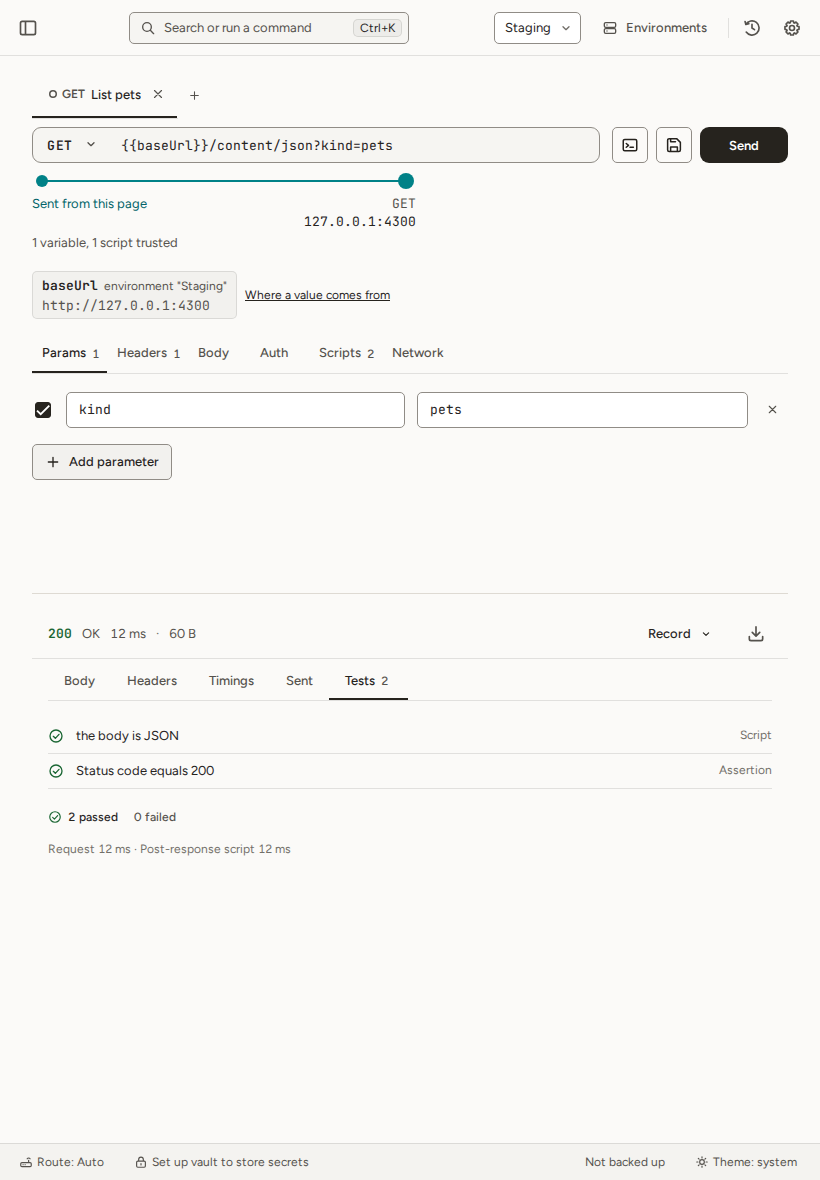 Search or run a command Ctrl+K Staging Environments
GET List pets
GET {{baseUrl}}/content/json?kind=pets Send
Sent from this page GET
127.0.0.1:4300
1 variable, 1 script trusted
baseUrl environment "Staging"
http://127.0.0.1:4300
Where a value comes from
Params 1 Headers 1 Body Auth Scripts 2 Network
kind pets
Add parameter
200 OK 12 ms · 60 B Record
Body Headers Timings Sent Tests 2
the body is JSON Script
Status code equals 200 Assertion
2 passed 0 failed
Request 12 ms · Post-response script 12 ms
Route: Auto Set up vault to store secrets Not backed up Theme: system